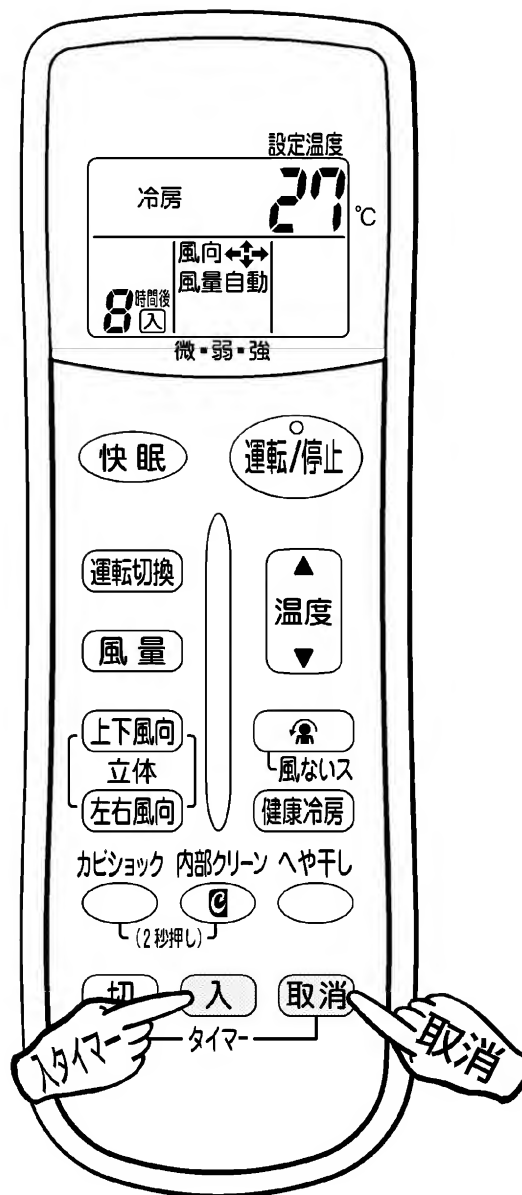 設定温度
冷房 27 ℃
風向
風量自動
8 時間後 入
微▪弱▪強
快眠
運転/停止
運転切換
▲
温度
▼
風量
上下風向
立体
左右風向
風ないス
健康冷房
カビショック 内部クリーン へや干し
(2秒押し)
切 入 取消
タイマー
入タイマー
取消